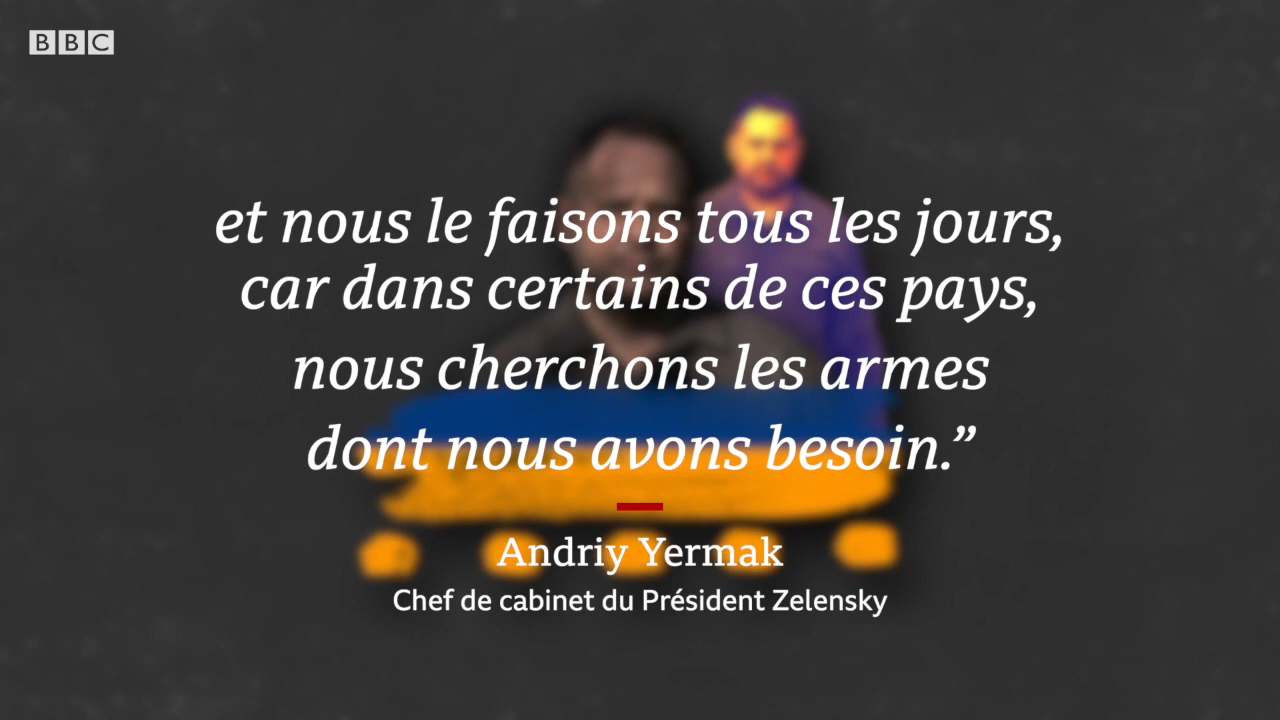 BBC
et nous le faisons tous les jours,
car dans certains de ces pays,
nous cherchons les armes
dont nous avons besoin.”
Andriy Yermak
Chef de cabinet du Président Zelensky